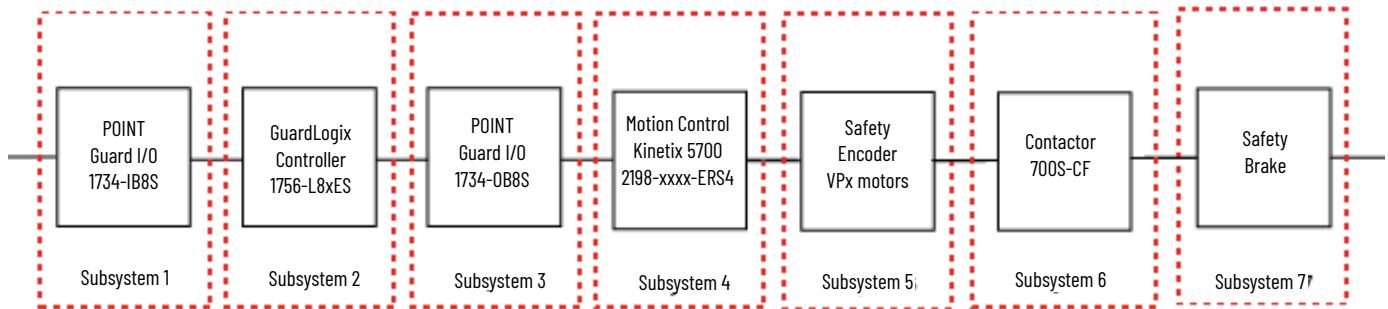 POINT
Guard I/O
1734-IB8S
GuardLogix
Controller
1756-L8xES
POINT
Guard I/O
1734-OB8S
Motion Control
Kinetix 5700
2198-xxxx-ERS4
Safety
Encoder
VPx motors
Contactor
700S-CF
Safety
Brake
Subsystem 1
Subsystem 2
Subsystem 3
Subsystem 4
Subsystem 5
Subsystem 6
Subsystem 7